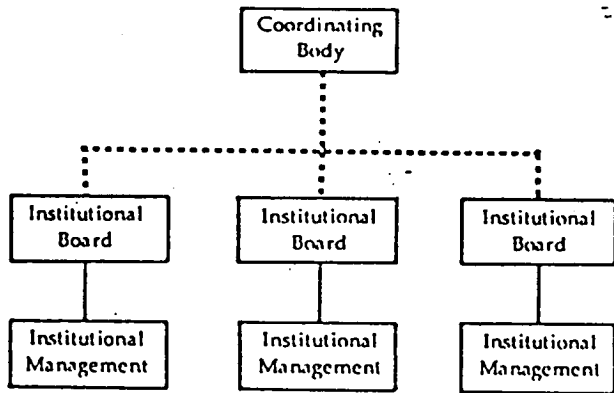 Coordinating
Body
Institutional
Board
Institutional
Board
Institutional
Board
Institutional
Management
Institutional
Management
Institutional
Management